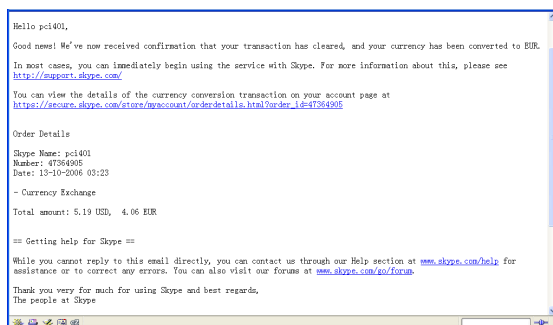 Hello pci401,
Good news! We've now received confirmation that your transaction has cleared, and your currency has been converted to EUR.
In most cases, you can immediately begin using the service with Skype. For more information about this, please see
http://support.skype.com/
You can view the details of the currency conversion transaction on your account page at
https://secure.skype.com/store/myaccount/orderdetails.html?order_id=47364905
Order Details
Skype Name: pci401
Number: 47364905
Date: 13-10-2006 03:23
- Currency Exchange
Total amount: 5.19 USD, 4.06 EUR
== Getting help for Skype ==
While you cannot reply to this email directly, you can contact us through our Help section at www.skype.com/help for
assistance or to correct any errors. You can also visit our forums at www.skype.com/go/forum.
Thank you very for much for using Skype and best regards,
The people at Skype